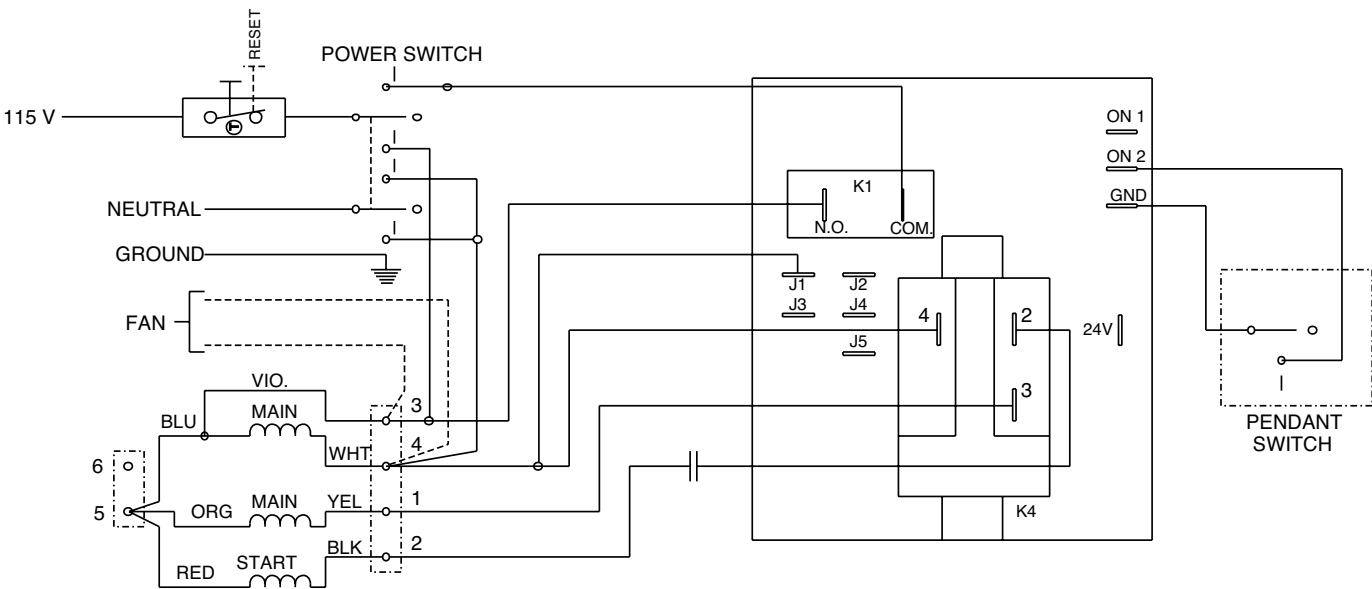 RESET
POWER SWITCH
I
115 V
T
I
I
NEUTRAL
I
GROUND
FAN
VIO.
MAIN
BLU
WHT
3
4
6
5
ORG
MAIN
YEL
1
RED
START
BLK
2
K1
N.O.
COM.
J1
J2
J3
J4
J5
4
2
3
K4
24V
ON 1
ON 2
GND
I
PENDANT
SWITCH